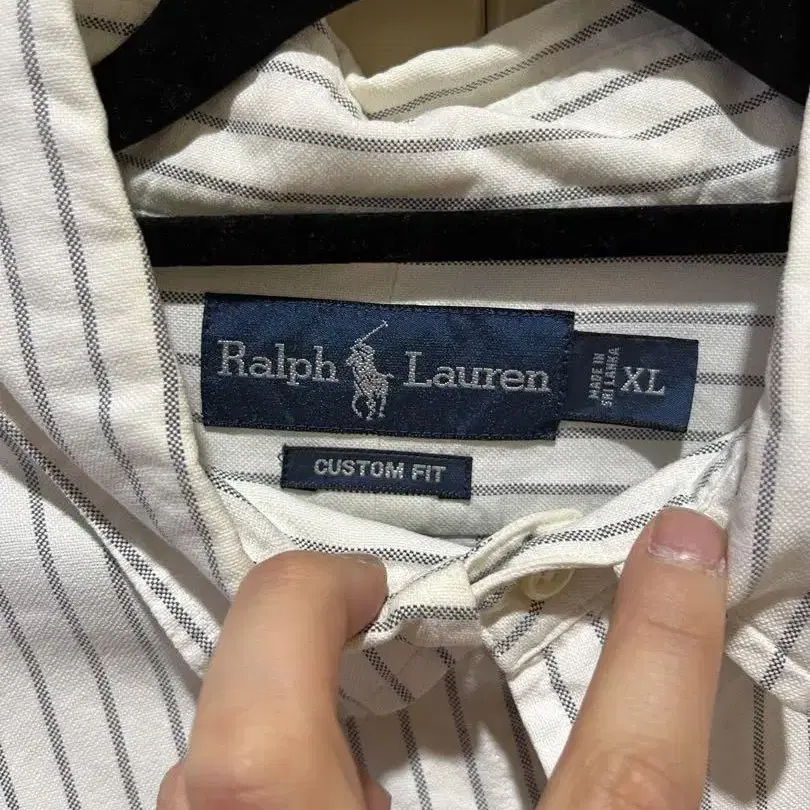 Ralph Lauren
MADE IN
SRI LANKA
XL
CUSTOM FIT